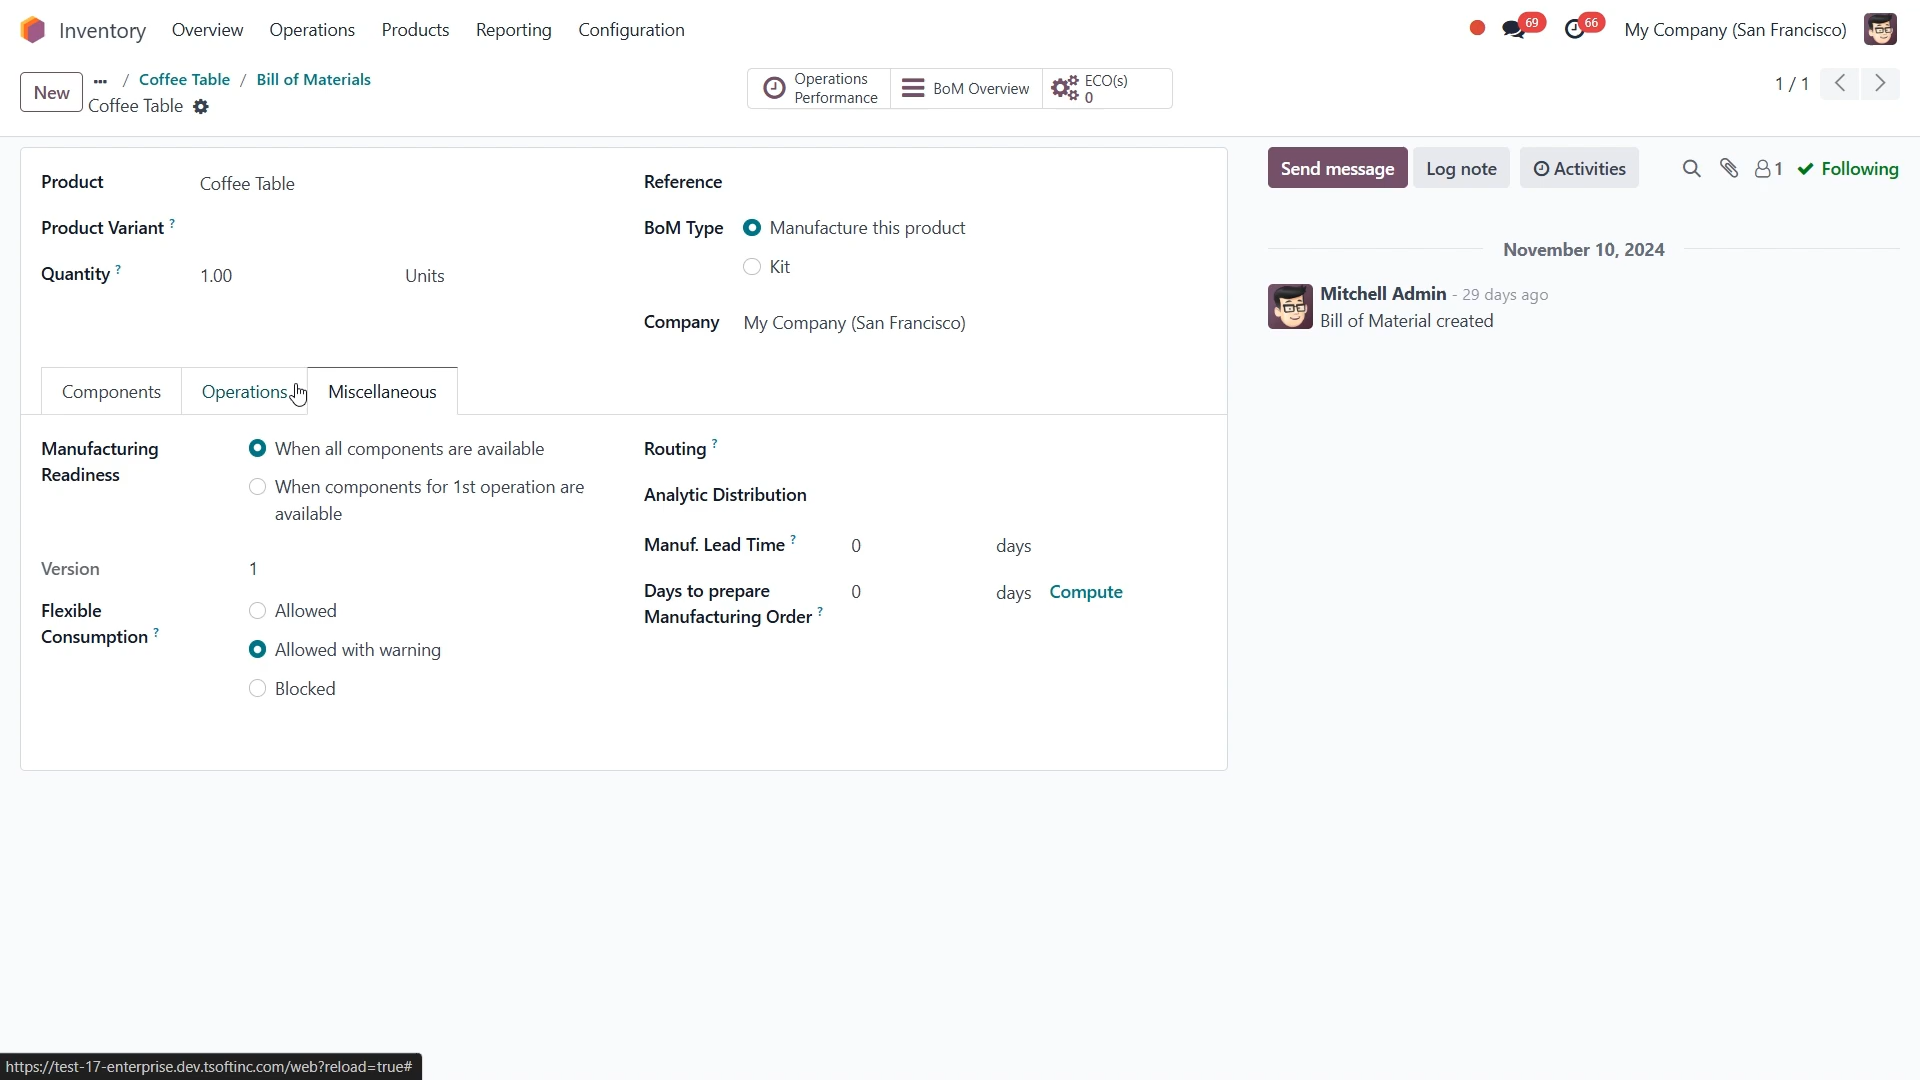 Inventory Overview Operations Products Reporting Configuration 69 66 My Company (San Francisco)
New ... / Coffee Table / Bill of Materials
Coffee Table
Operations Performance
BoM Overview
ECO(s)
0
1 / 1
Product Coffee Table
Product Variant ?
Quantity ? 1.00 Units
Reference
BoM Type Manufacture this product
Kit
Company My Company (San Francisco)
Send message Log note Activities 1 Following
November 10, 2024
Mitchell Admin - 29 days ago
Bill of Material created
Components Operations Miscellaneous
Manufacturing
Readiness
When all components are available
When components for 1st operation are
available
Version 1
Flexible
Consumption ?
Allowed
Allowed with warning
Blocked
Routing ?
Analytic Distribution
Manuf. Lead Time ? 0 days
Days to prepare
Manufacturing Order ?
0 days Compute
https://test-17-enterprise.dev.tsoftinc.com/web?reload=true#